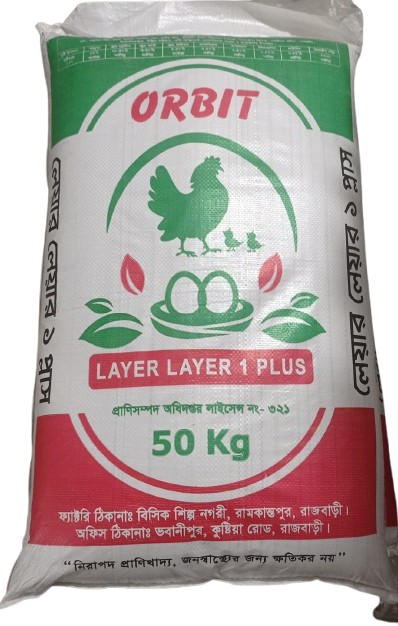 ORBIT
লেয়ার লেয়ার ১ প্লাস
লেয়ার লেয়ার ১ প্লাস
LAYER LAYER 1 PLUS
প্রাণিসম্পদ অধিদপ্তর লাইসেন্স নং- ৩২১
50 Kg
ফ্যাক্টরি ঠিকানাঃ বিসিক শিল্প নগরী, রামকান্তপুর, রাজবাড়ী।
অফিস ঠিকানাঃ ভবানীপুর, কুষ্টিয়া রোড, রাজবাড়ী।
"নিরাপদ প্রাণিখাদ্য, জনস্বাস্থ্যের জন্য ক্ষতিকর নয়"